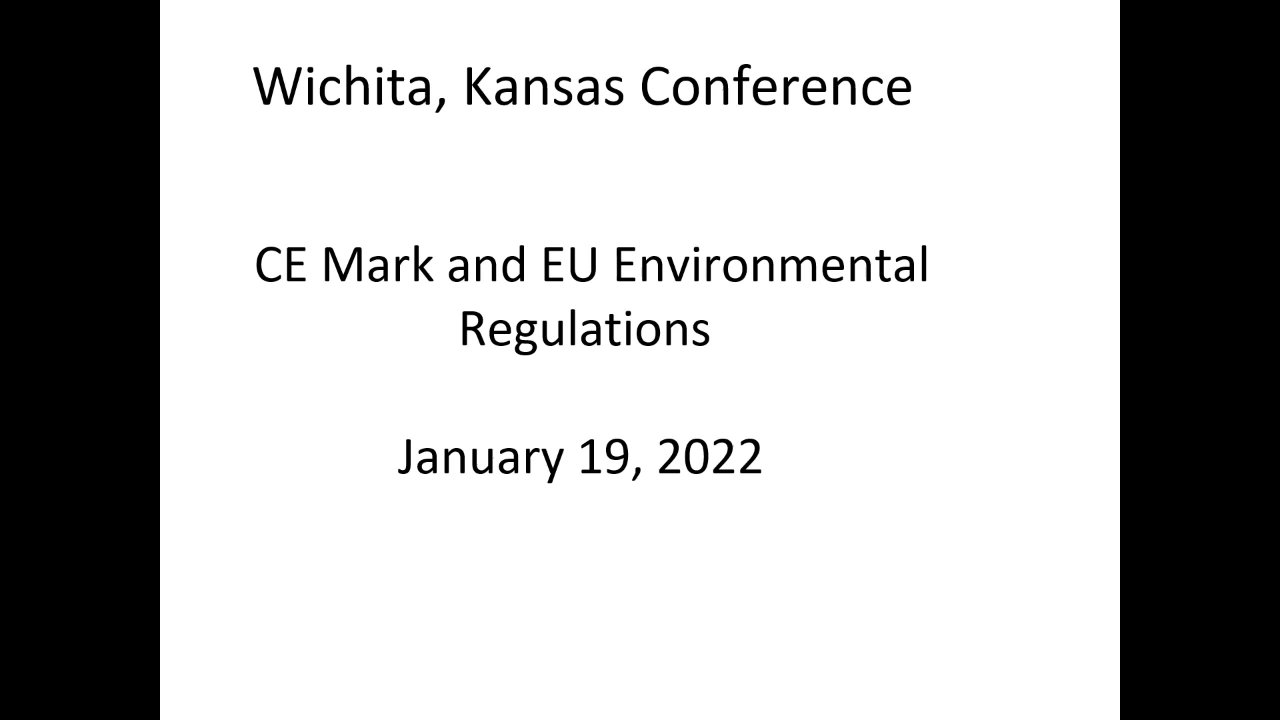 Wichita, Kansas Conference
CE Mark and EU Environmental
Regulations
January 19, 2022